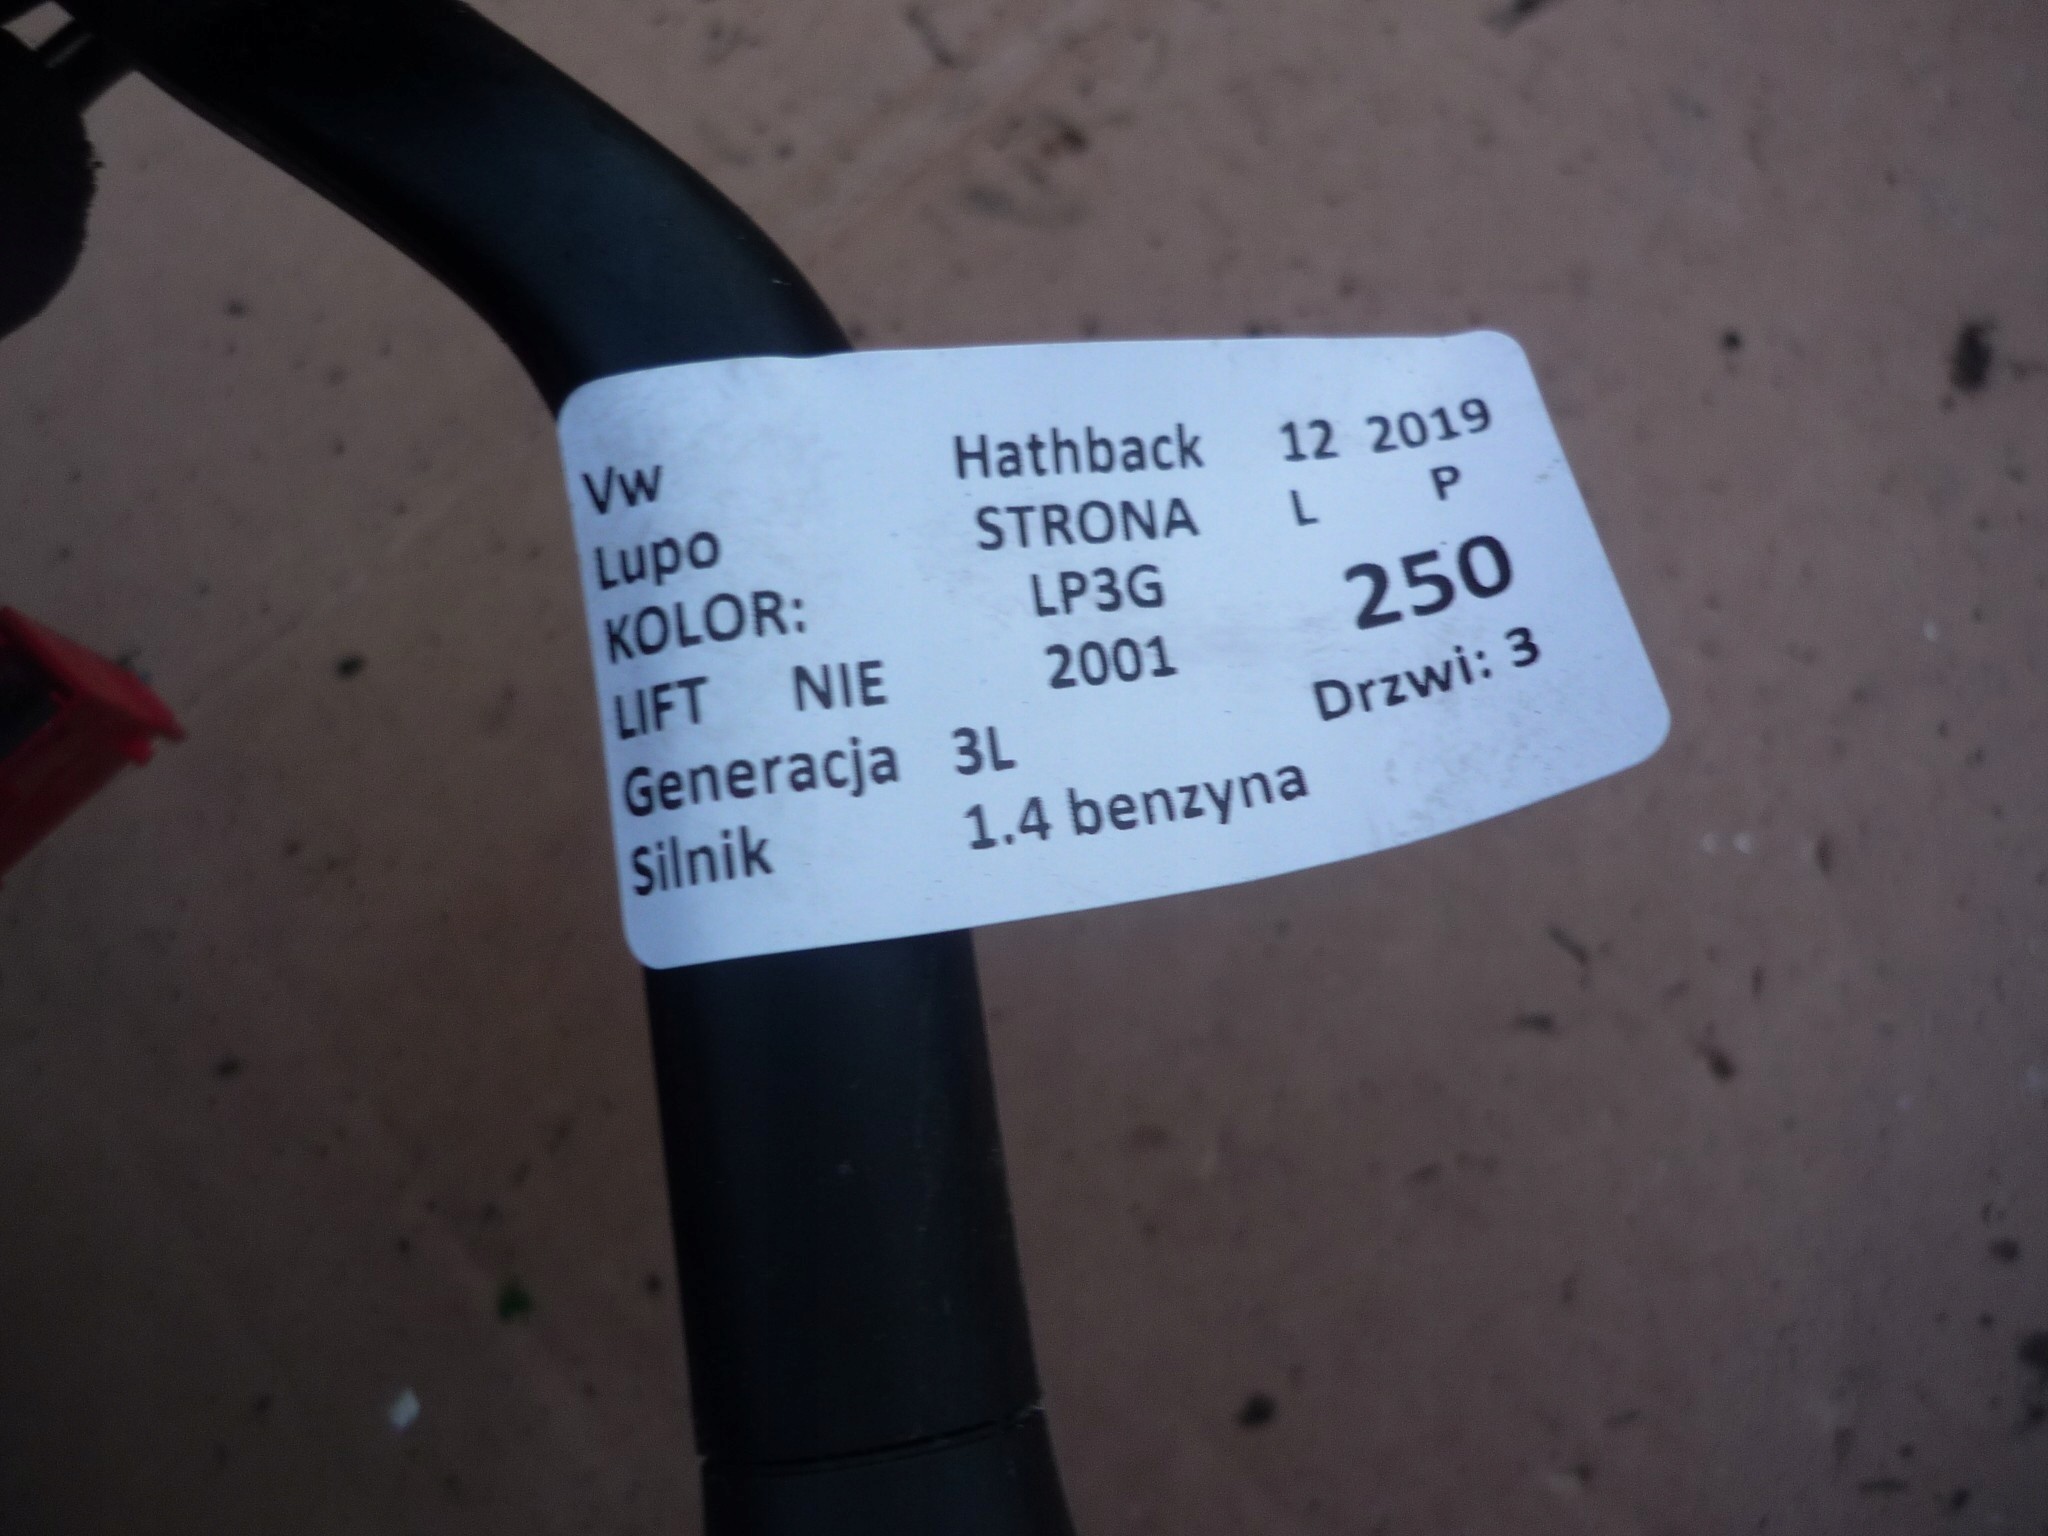 Vw Hathback 12 2019
Lupo STRONA L P
KOLOR: LP3G 250
LIFT NIE 2001 Drzwi: 3
Generacja 3L
Silnik 1.4 benzyna